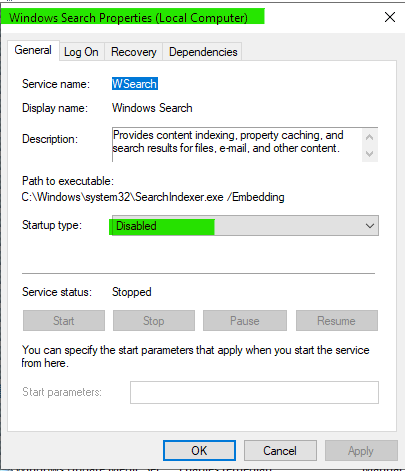 Windows Search Properties (Local Computer)
General Log On Recovery Dependencies
Service name: WSearch
Display name: Windows Search
Description: Provides content indexing, property caching, and
search results for files, e-mail, and other content.
Path to executable:
C:\Windows\system32\SearchIndexer.exe /Embedding
Startup type: Disabled
Service status: Stopped
Start Stop Pause Resume
You can specify the start parameters that apply when you start the service
from here.
Start parameters:
OK Cancel Apply